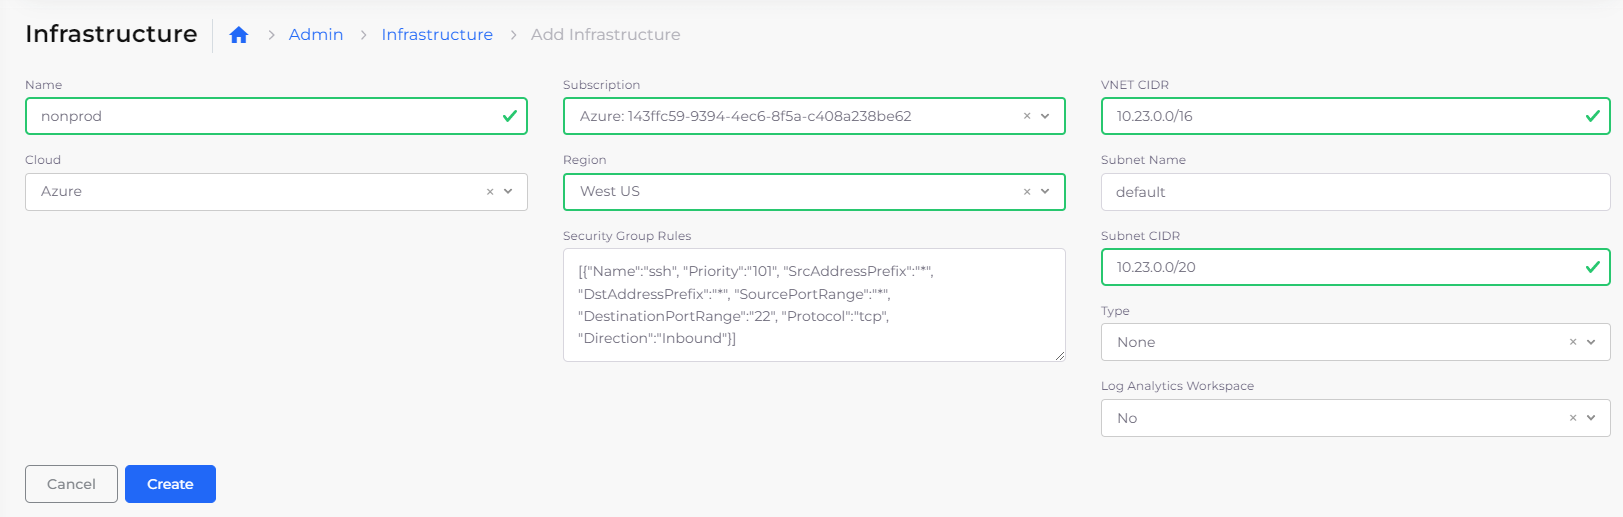 Infrastructure
Admin
Infrastructure
Add Infrastructure
Name
nonprod
Cloud
Azure
Subscription
Azure: 143ffc59-9394-4ec6-8f5a-c408a238be62
Region
West US
Security Group Rules
[{"Name":"ssh", "Priority":"101", "SrcAddressPrefix":"*",
"DstAddressPrefix":"*", "SourcePortRange":"*",
"DestinationPortRange":"22", "Protocol":"tcp",
"Direction":"Inbound"}]
VNET CIDR
10.23.0.0/16
Subnet Name
default
Subnet CIDR
10.23.0.0/20
Type
None
Log Analytics Workspace
No
Cancel
Create